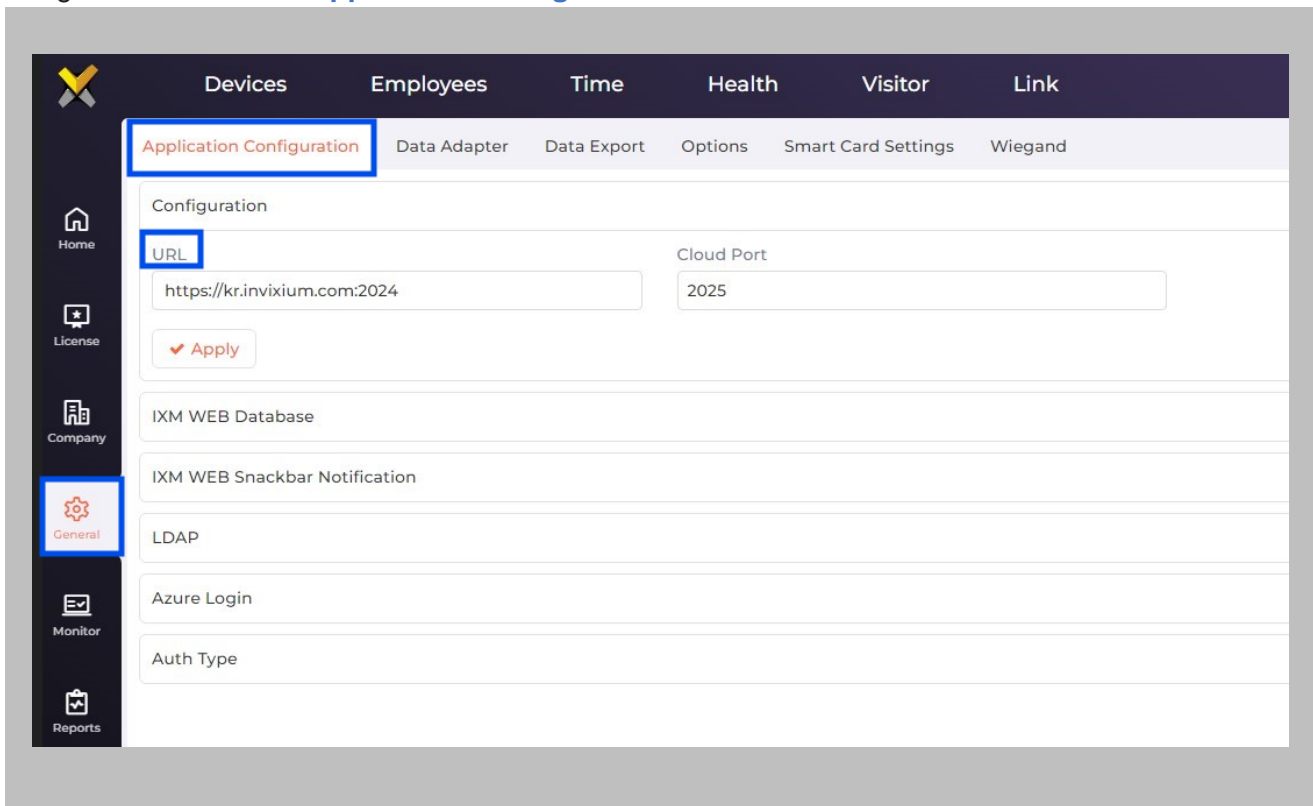 Devices Employees Time Health Visitor Link
Application Configuration Data Adapter Data Export Options Smart Card Settings Wiegand
Home
License
Company
General
Monitor
Reports
Configuration
URL Cloud Port
https://kr.invixium.com:2024 2025
Apply
IXM WEB Database
IXM WEB Snackbar Notification
LDAP
Azure Login
Auth Type